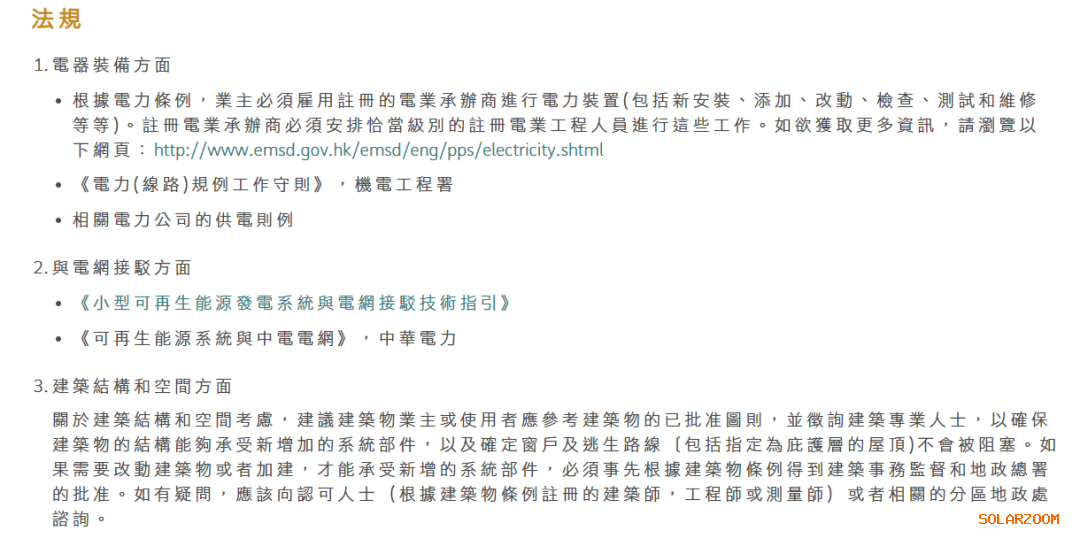 法規
1. 電器裝備方面
• 根據電力條例，業主必須雇用註冊的電業承辦商進行電力裝置(包括新安裝、添加、改動、檢查、測試和維修
等等)。註冊電業承辦商必須安排恰當級別的註冊電業工程人員進行這些工作。如欲獲取更多資訊，請瀏覽以
下網頁：http://www.emsd.gov.hk/emsd/eng/pps/electricity.shtml
• 《電力(線路)規例工作守則》，機電工程署
• 相關電力公司的供電則例
2. 與電網接駁方面
• 《小型可再生能源發電系統與電網接駁技術指引》
• 《可再生能源系統與中電電網》，中華電力
3. 建築結構和空間方面
關於建築結構和空間考慮，建議建築物業主或使用者應參考建築物的已批准圖則，並徵詢建築專業人士，以確保
建築物的結構能夠承受新增加的系統部件，以及確定窗戶及逃生路線〔包括指定為庇護層的屋頂)不會被阻塞。如
果需要改動建築物或者加建，才能承受新增的系統部件，必須事先根據建築物條例得到建築事務監督和地政總署
的批准。如有疑問，應該向認可人士（根據建築物條例註冊的建築師，工程師或測量師）或者相關的分區地政處
諮詢。
SOLARZOOM